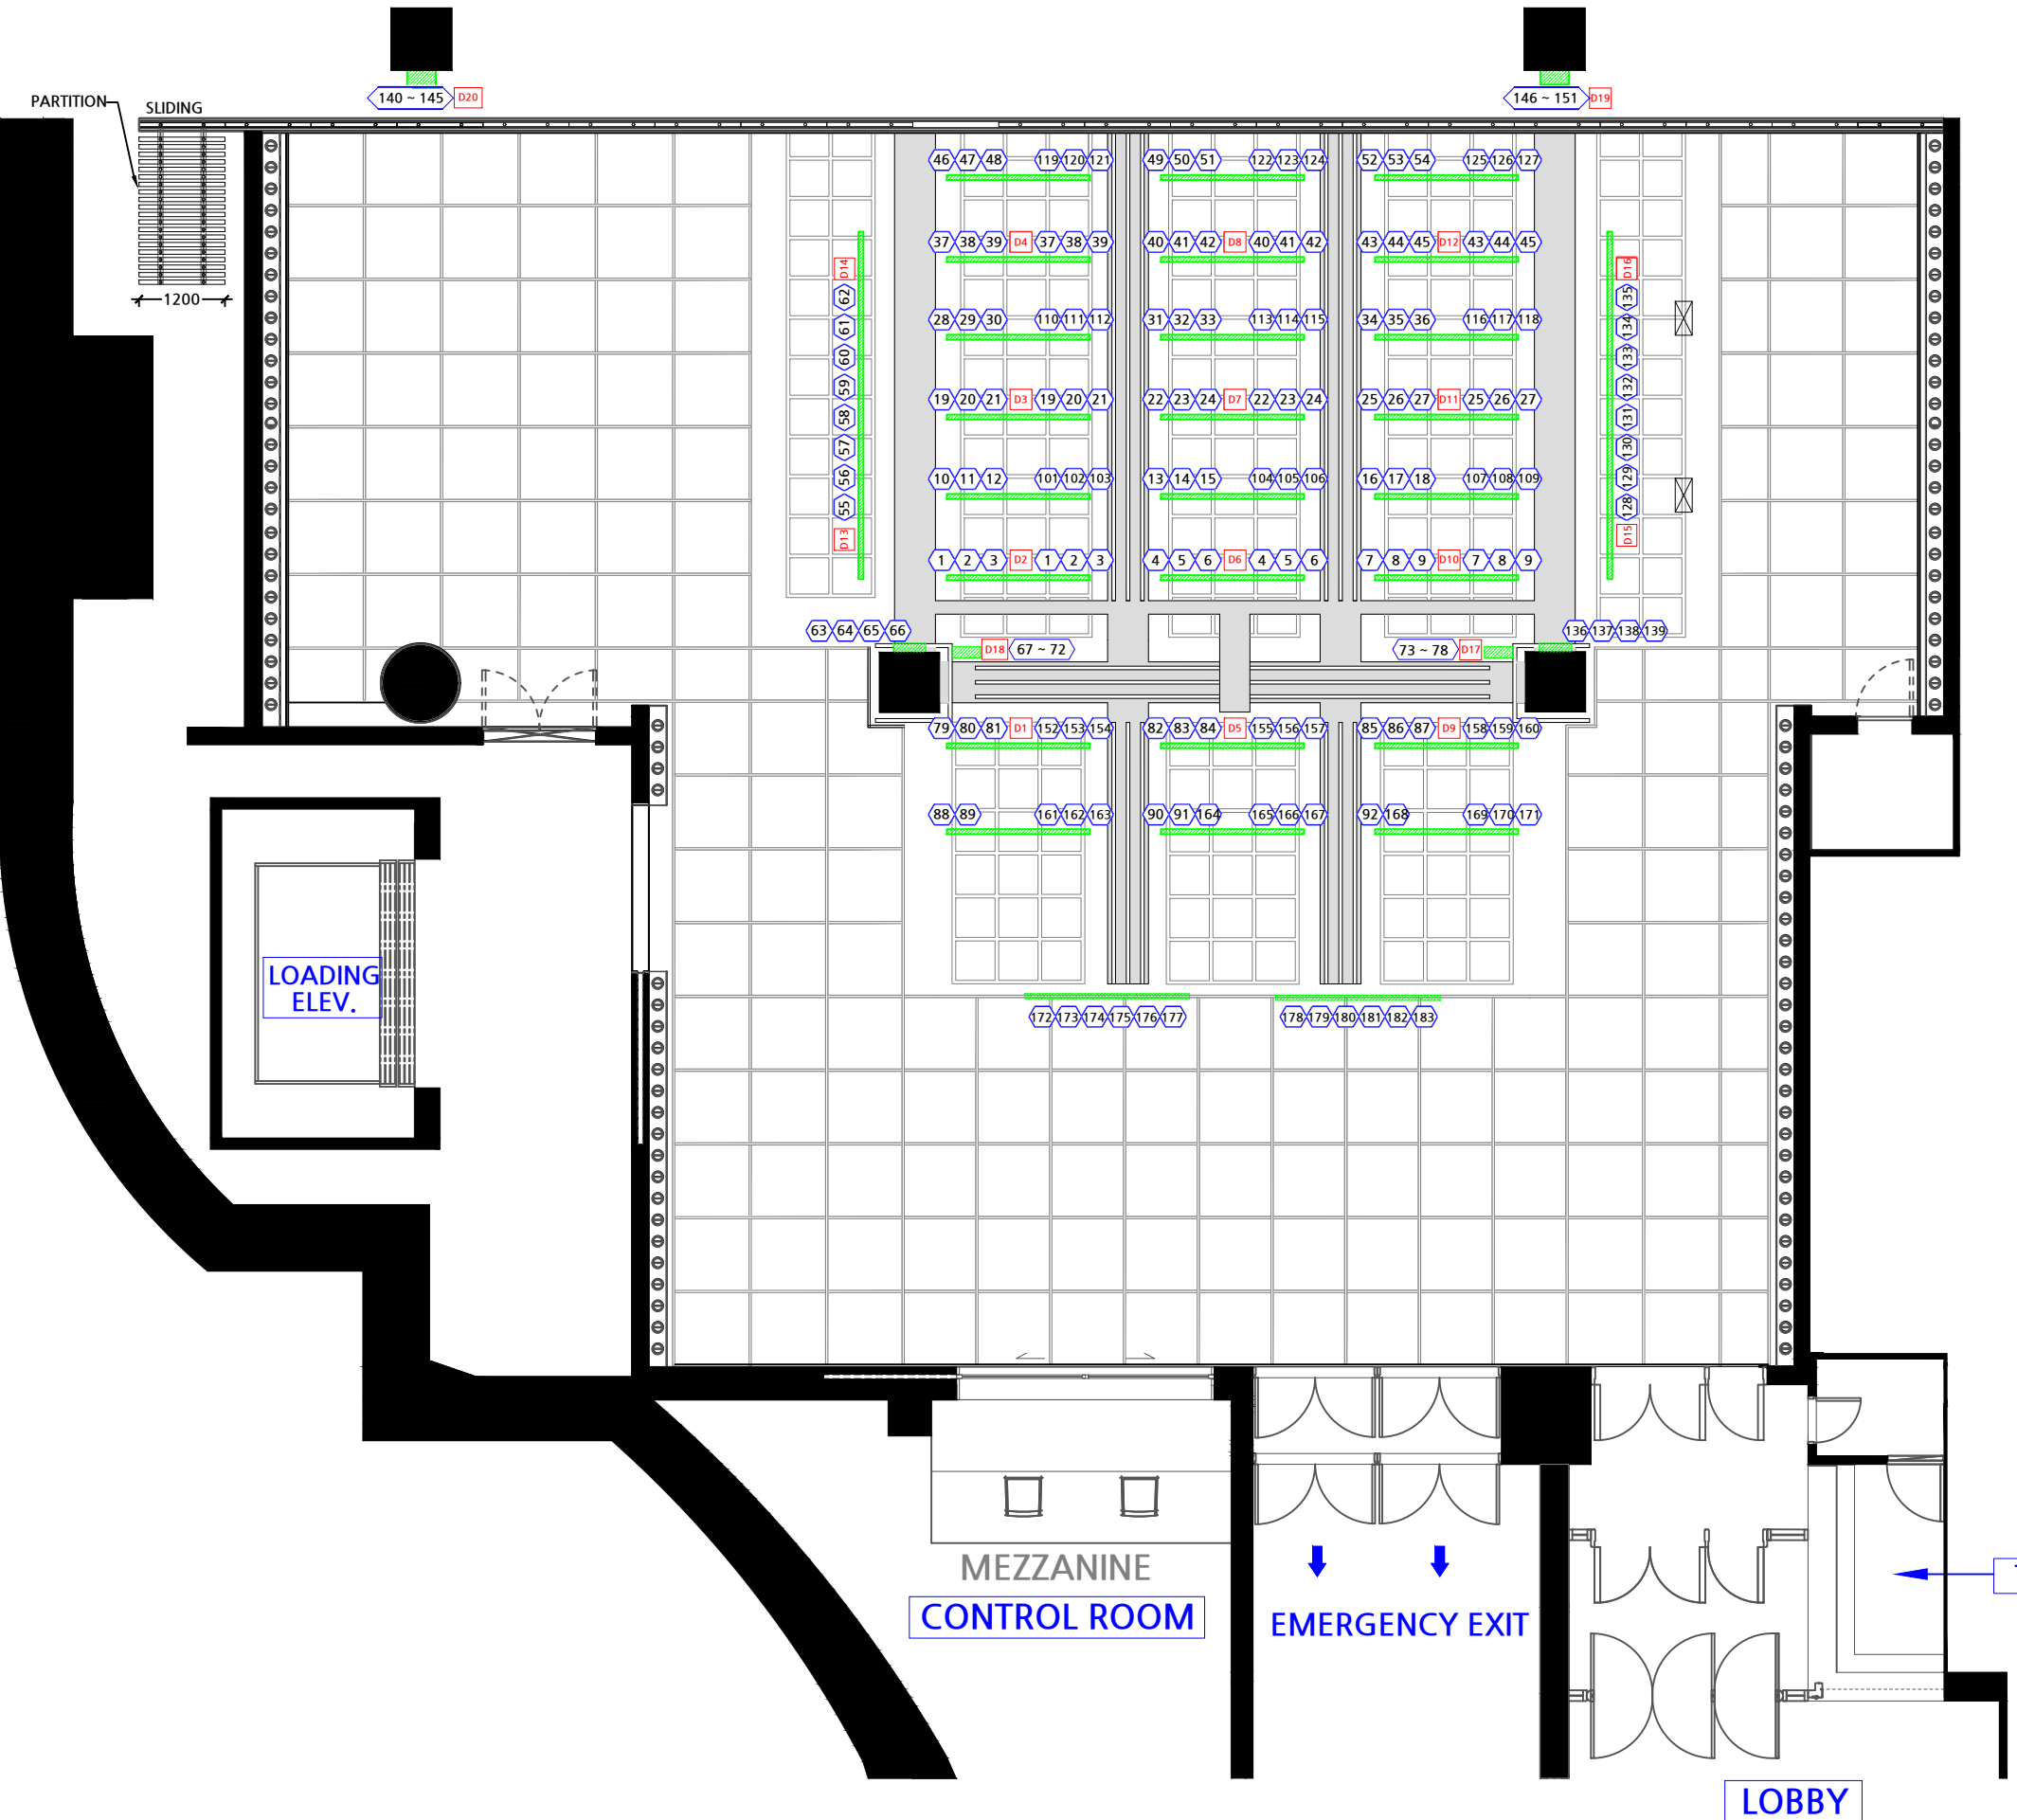 140 ~ 145 D20
146 ~ 151 D19
PARTITION
SLIDING
1200
46 47 48 119 120 121 49 50 51 122 123 124 52 53 54 125 126 127
37 38 39 D4 37 38 39 40 41 42 D8 40 41 42 43 44 45 D12 43 44 45
28 29 30 110 111 112 31 32 33 113 114 115 34 35 36 116 117 118
19 20 21 D3 19 20 21 22 23 24 D7 22 23 24 25 26 27 D11 25 26 27
10 11 12 101 102 103 13 14 15 104 105 106 16 17 18 107 108 109
1 2 3 D2 1 2 3 4 5 6 D6 4 5 6 7 8 9 D10 7 8 9
D13 55 56 57 58 59 60 61 62 D14
D15 128 129 130 131 132 133 134 135 D16
63 64 65 66
136 137 138 139
D18 67 ~ 72
73 ~ 78 D17
79 80 81 D1 152 153 154 82 83 84 D5 155 156 157 85 86 87 D9 158 159 160
88 89 161 162 163 90 91 164 165 166 167 92 168 169 170 171
172 173 174 175 176 177
178 179 180 181 182 183
LOADING
ELEV.
MEZZANINE
CONTROL ROOM
EMERGENCY EXIT
LOBBY